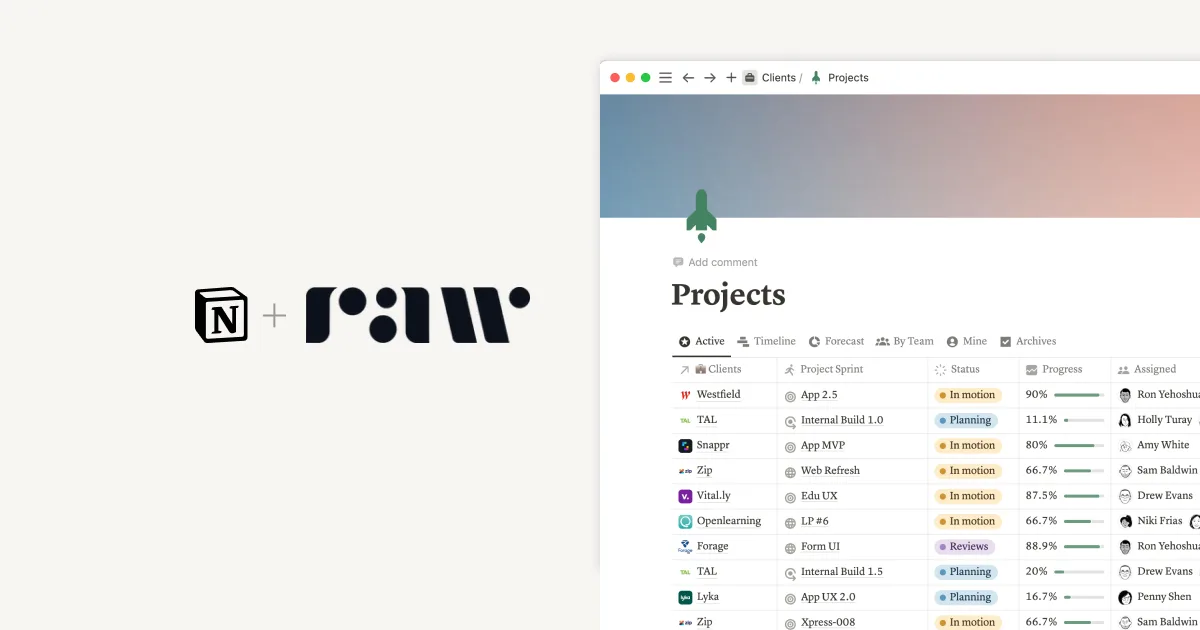 N + raw
Clients / Projects
Add comment
Projects
Active Timeline Forecast By Team Mine Archives
Clients Project Sprint Status Progress Assigned
Westfield App 2.5 In motion 90% Ron Yehoshua
TAL Internal Build 1.0 Planning 11.1% Holly Turay
Snappr App MVP In motion 80% Amy White
zip Zip Web Refresh In motion 66.7% Sam Baldwin
v. Vital.ly Edu UX In motion 87.5% Drew Evans
Openlearning LP #6 In motion 66.7% Niki Frias
Forage Forage Form UI Reviews 88.9% Ron Yehoshua
TAL TAL Internal Build 1.5 Planning 20% Drew Evans
lyka Lyka App UX 2.0 Planning 16.7% Penny Shen
zip Zip Xpress-008 In motion 66.7% Sam Baldwin